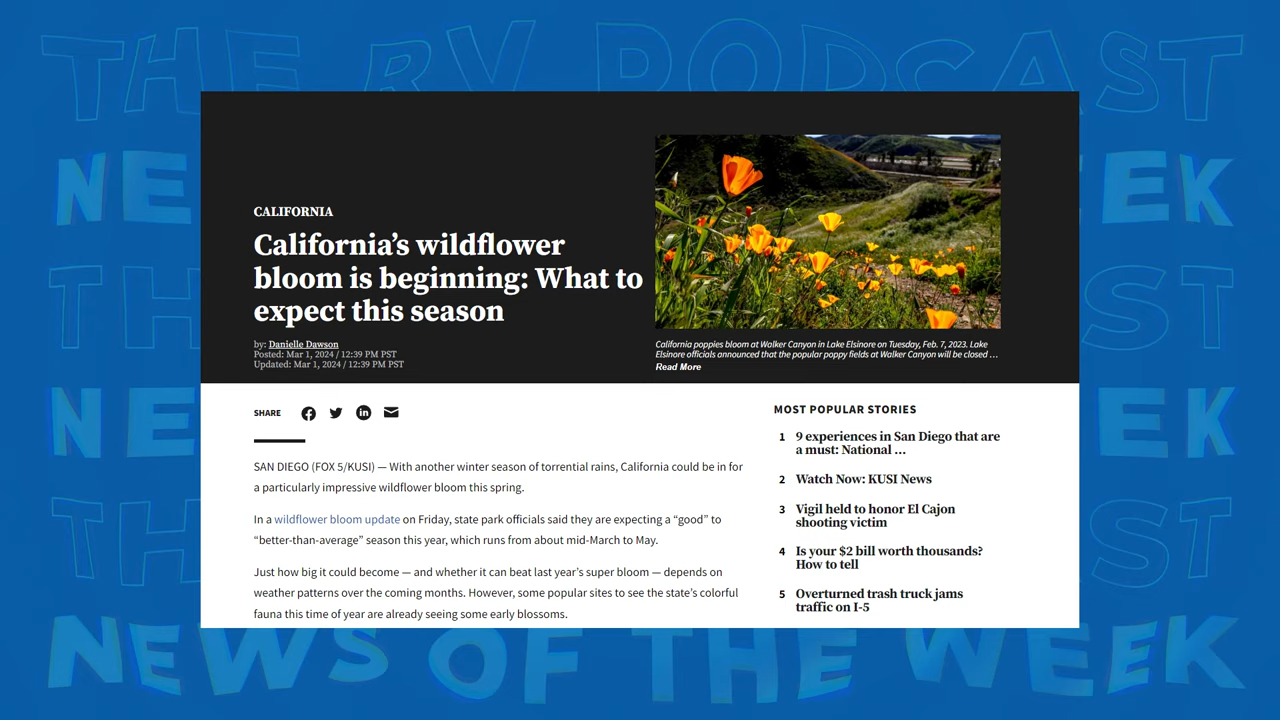 THE RV PODCAST
NEWS OF THE WEEK
CALIFORNIA
California’s wildflower
bloom is beginning: What to
expect this season
by: Danielle Dawson
Posted: Mar 1, 2024 / 12:39 PM PST
Updated: Mar 1, 2024 / 12:39 PM PST
California poppies bloom at Walker Canyon in Lake Elsinore on Tuesday, Feb. 7, 2023. Lake
Elsinore officials announced that the popular poppy fields at Walker Canyon will be closed …
Read More
SHARE
SAN DIEGO (FOX 5/KUSI) — With another winter season of torrential rains, California could be in for
a particularly impressive wildflower bloom this spring.
In a wildflower bloom update on Friday, state park officials said they are expecting a “good” to
“better-than-average” season this year, which runs from about mid-March to May.
Just how big it could become — and whether it can beat last year’s super bloom — depends on
weather patterns over the coming months. However, some popular sites to see the state’s colorful
fauna this time of year are already seeing some early blossoms.
MOST POPULAR STORIES
1 9 experiences in San Diego that are
a must: National …
2 Watch Now: KUSI News
3 Vigil held to honor El Cajon
shooting victim
4 Is your $2 bill worth thousands?
How to tell
5 Overturned trash truck jams
traffic on I-5
NEWS OF THE WEEK